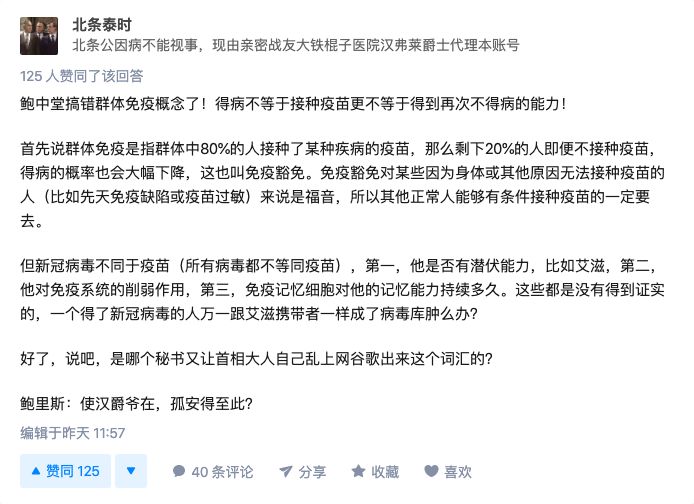 北条泰时
北条公因病不能视事，现由亲密战友大铁棍子医院汉弗莱爵士代理本账号
125 人赞同了该回答
鲍中堂搞错群体免疫概念了！得病不等于接种疫苗更不等于得到再次不得病的能力！
首先说群体免疫是指群体中80%的人接种了某种疾病的疫苗，那么剩下20%的人即便不接种疫苗，
得病的概率也会大幅下降，这也叫免疫豁免。免疫豁免对某些因为身体或其他原因无法接种疫苗的
人（比如先天免疫缺陷或疫苗过敏）来说是福音，所以其他正常人能够有条件接种疫苗的一定要
去。
但新冠病毒不同于疫苗（所有病毒都不等同疫苗），第一，他是否有潜伏能力，比如艾滋，第二，
他对免疫系统的削弱作用，第三，免疫记忆细胞对他的记忆能力持续多久。这些都是没有得到证实
的，一个得了新冠病毒的人万一跟艾滋携带者一样成了病毒库肿么办？
好了，说吧，是哪个秘书又让首相大人自己乱上网谷歌出来这个词汇的？
鲍里斯：使汉爵爷在，孤安得至此？
编辑于昨天 11:57
赞同 125
40 条评论
分享
收藏
喜欢